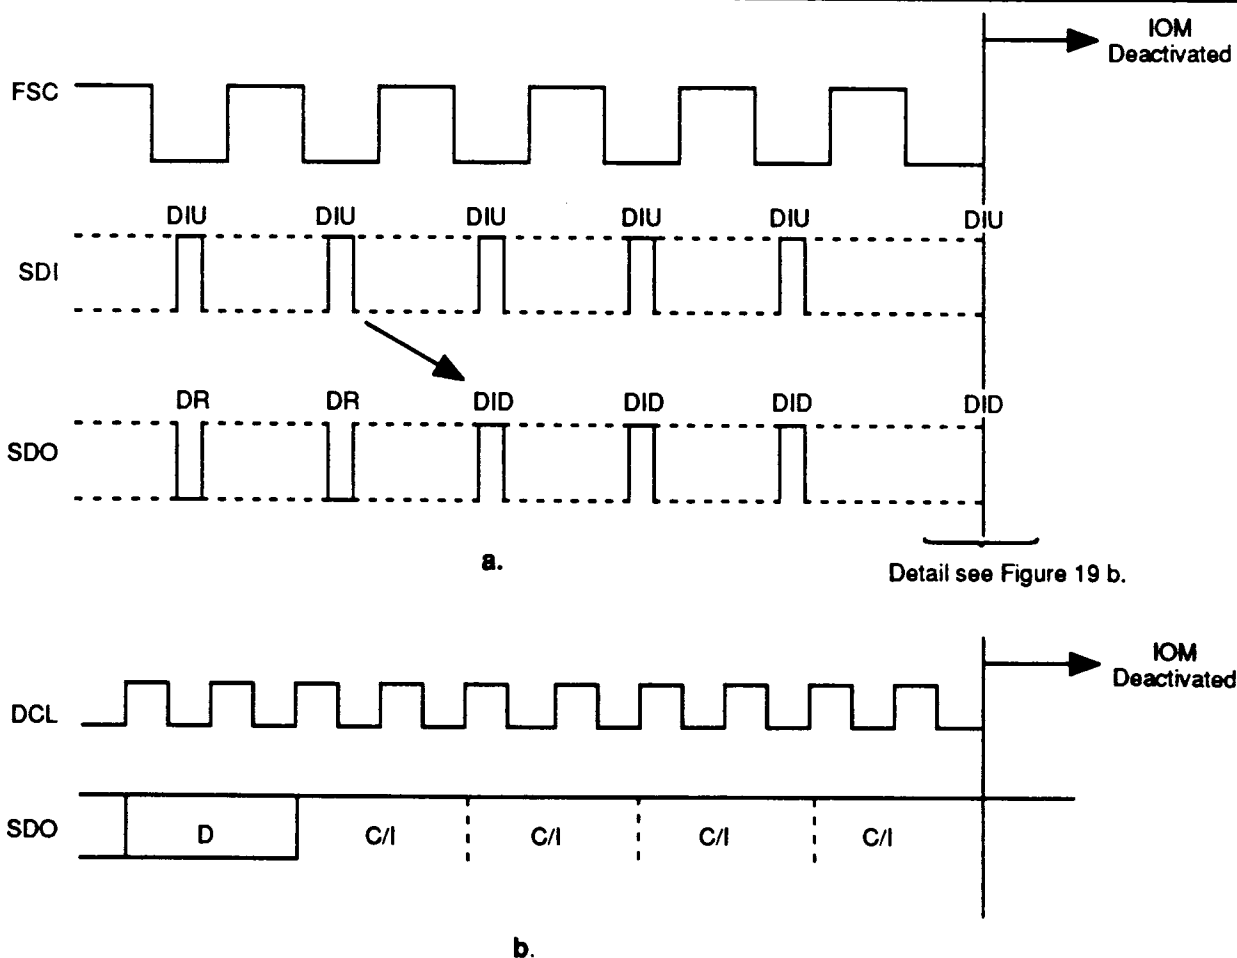 IOM
Deactivated
FSC
DIU DIU DIU DIU DIU DIU
SDI
DR DR DID DID DID DID
SDO
a.
Detail see Figure 19 b.
IOM
Deactivated
DCL
SDO D C/I C/I C/I C/I
b.